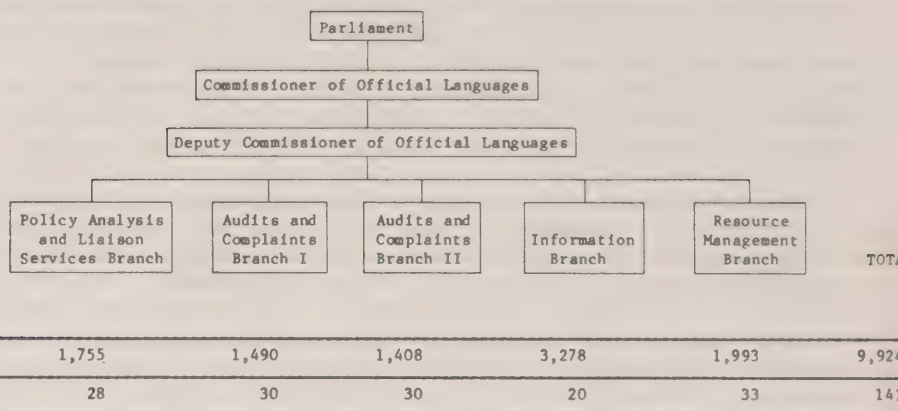 Parliament
Commissioner of Official Languages
Deputy Commissioner of Official Languages
Policy Analysis and Liaison Services Branch
Audits and Complaints Branch I
Audits and Complaints Branch II
Information Branch
Resource Management Branch
1,755 1,490 1,408 3,278 1,993 9,924
28 30 30 20 33